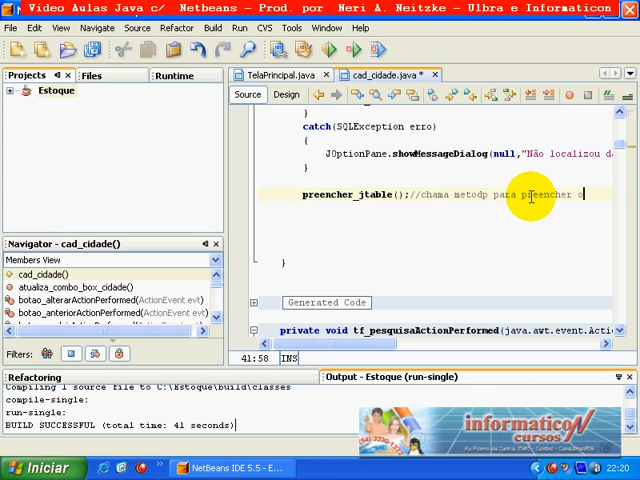 Video Aulas Java c/ Netbeans - Prod. por Neri A. Neitzke - Ulbra e Informaticon
File Edit View Navigate Source Refactor Build Run CVS Tools Window Help
Projects Files Runtime
TelaPrincipal.java cad_cidade.java *
Estoque
Source Design
}
catch(SQLException erro)
{
JOptionPane.showMessageDialog(null,"Não localizou da
}
preencher_jtable();//chama metodp para preencher o
}
Generated Code
private void tf_pesquisaActionPerformed(java.awt.event.Actio
41:58 INS
Navigator - cad_cidade()
Members View
cad_cidade()
atualiza_combo_box_cidade()
botao_alterarActionPerformed(ActionEvent evt)
botao_anteriorActionPerformed(ActionEvent evt)
Filters:
Refactoring
Output - Estoque (run-single)
Compiling 1 source file to C:\Estoque\build\classes
compile-single:
run-single:
BUILD SUCCESSFUL (total time: 41 seconds)
informaticon
cursos
Iniciar
NetBeans IDE 5.5 - E...
22:20